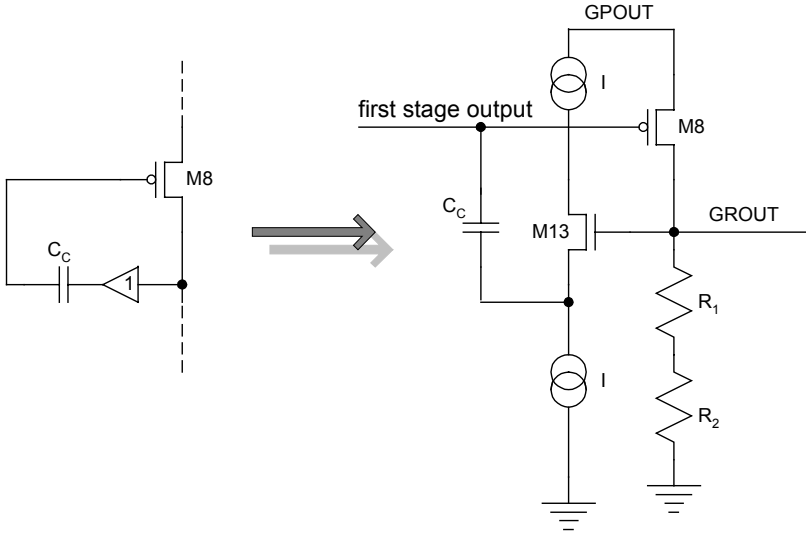 GPOUT
I
first stage output
M8
M8
C_C
M13
GROUT
C_C
1
R_1
I
R_2